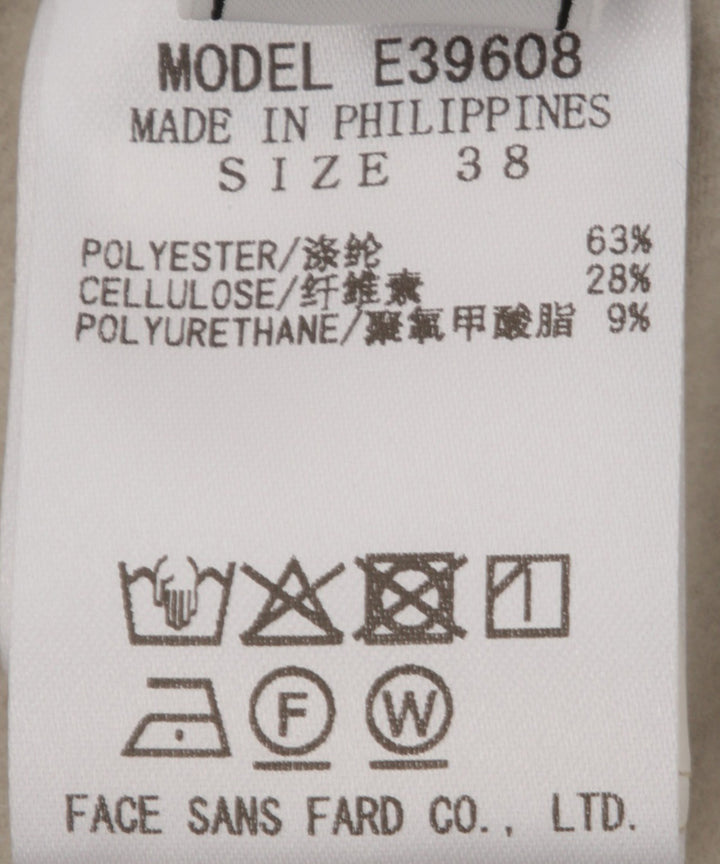 MODEL E39608
MADE IN PHILIPPINES
SIZE 38
POLYESTER/涤纶 63%
CELLULOSE/纤维素 28%
POLYURETHANE/聚氨甲酸脂 9%
F W
FACE SANS FARD CO., LTD.